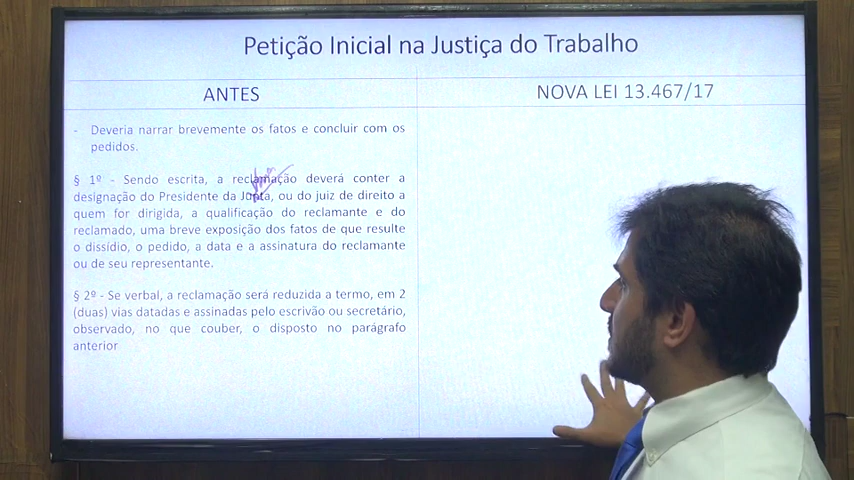 Petição Inicial na Justiça do Trabalho
ANTES
NOVA LEI 13.467/17
- Deveria narrar brevemente os fatos e concluir com os
pedidos.
§ 1º - Sendo escrita, a reclamação deverá conter a
designação do Presidente da Junta, ou do juiz de direito a
quem for dirigida, a qualificação do reclamante e do
reclamado, uma breve exposição dos fatos de que resulte
o dissídio, o pedido, a data e a assinatura do reclamante
ou de seu representante.
§ 2º - Se verbal, a reclamação será reduzida a termo, em 2
(duas) vias datadas e assinadas pelo escrivão ou secretário,
observado, no que couber, o disposto no parágrafo
anterior